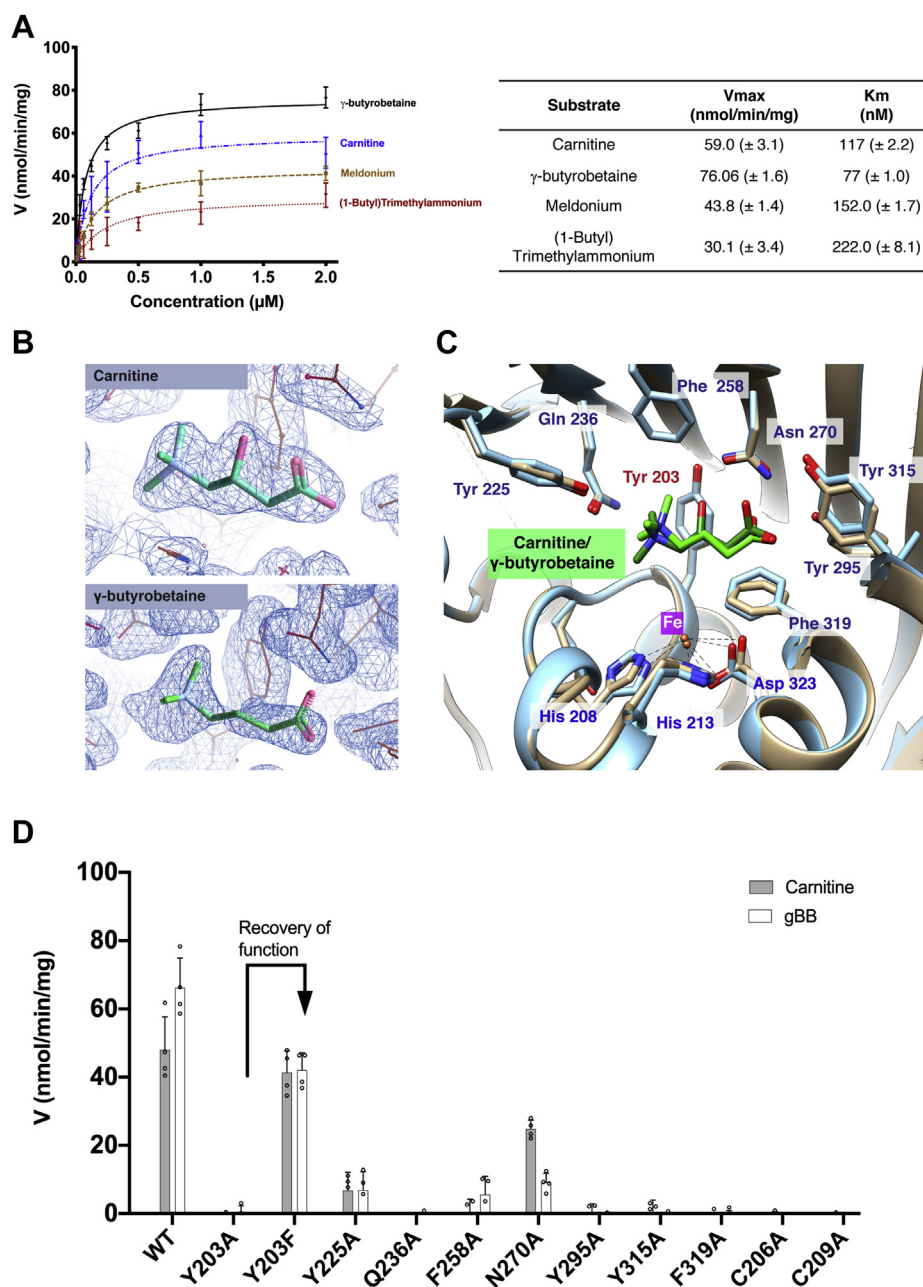 A
100
80
60
40
20
0
V (nmol/min/mg)
0.0
0.5
1.0
1.5
2.0
Concentration (µM)
γ-butyrobetaine
Carnitine
Meldonium
(1-Butyl)Trimethylammonium
Substrate Vmax (nmol/min/mg) Km (nM)
Carnitine 59.0 (± 3.1) 117 (± 2.2)
γ-butyrobetaine 76.06 (± 1.6) 77 (± 1.0)
Meldonium 43.8 (± 1.4) 152.0 (± 1.7)
(1-Butyl) Trimethylammonium 30.1 (± 3.4) 222.0 (± 8.1)
B
Carnitine
γ-butyrobetaine
C
Phe 258
Gln 236
Asn 270
Tyr 203
Tyr 315
Tyr 225
Carnitine/
γ-butyrobetaine
Tyr 295
Fe
Phe 319
Asp 323
His 208
His 213
D
100
80
60
40
20
0
V (nmol/min/mg)
Recovery of
function
Carnitine
gBB
WT
Y203A
Y203F
Y225A
Q236A
F258A
N270A
Y295A
Y315A
F319A
C206A
C209A